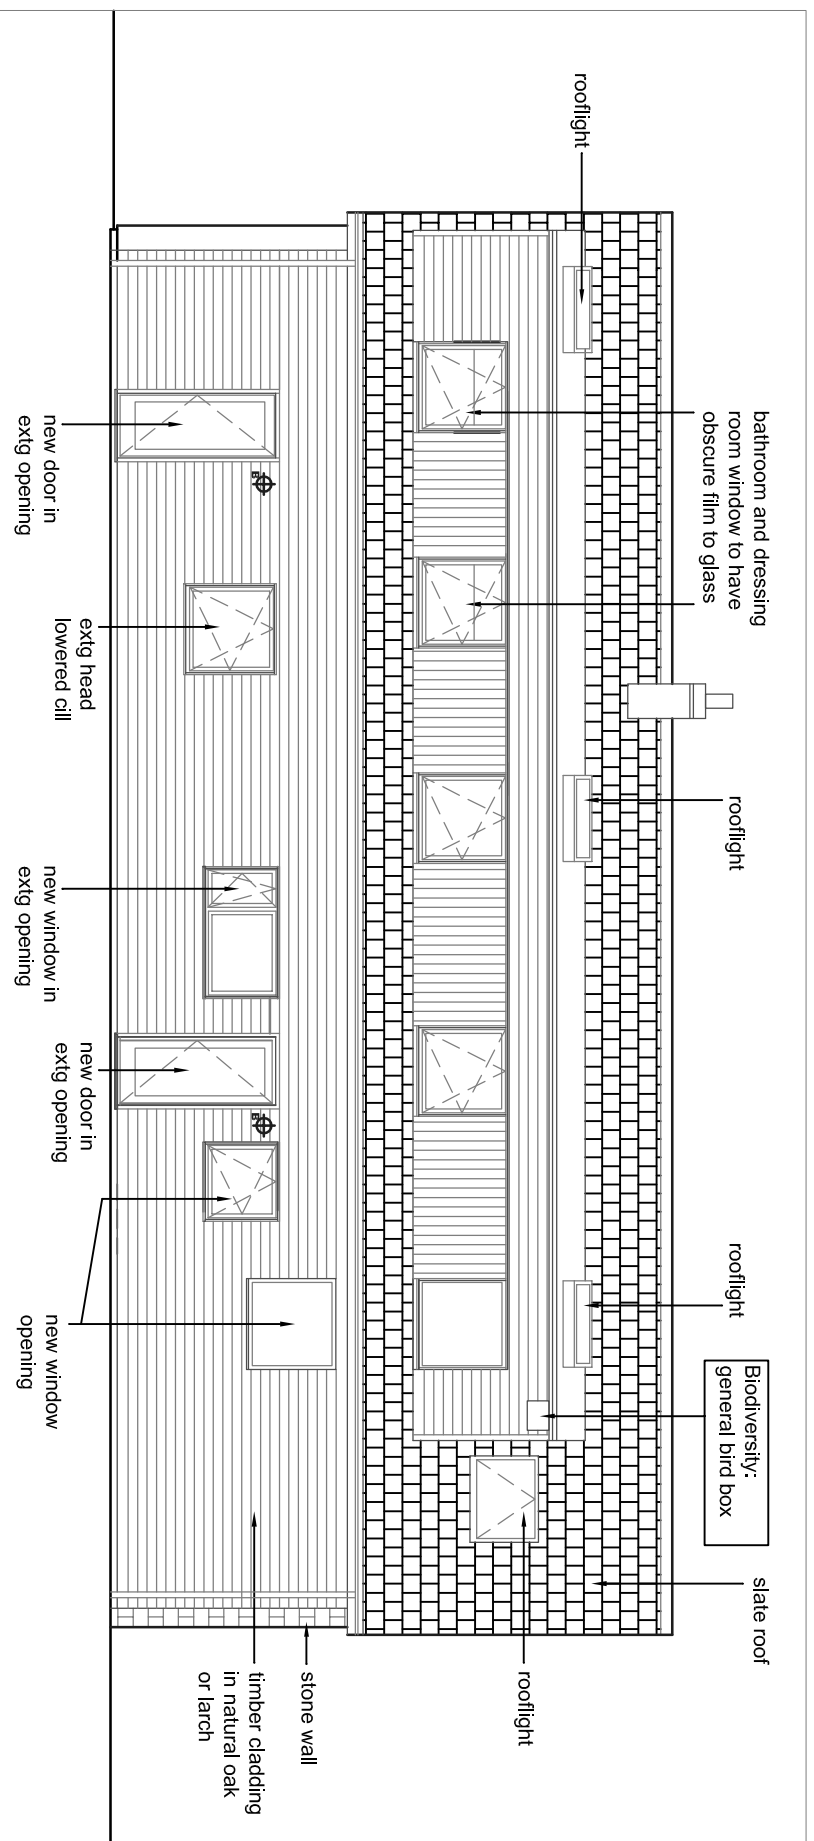 rooflight
bathroom and dressing
room window to have
obscure film to glass
rooflight
rooflight
Biodiversity:
general bird box
slate roof
rooflight
stone wall
timber cladding
in natural oak
or larch
new door in
extg opening
E
extg head
lowered cill
new window in
extg opening
new door in
extg opening
E
new window
opening